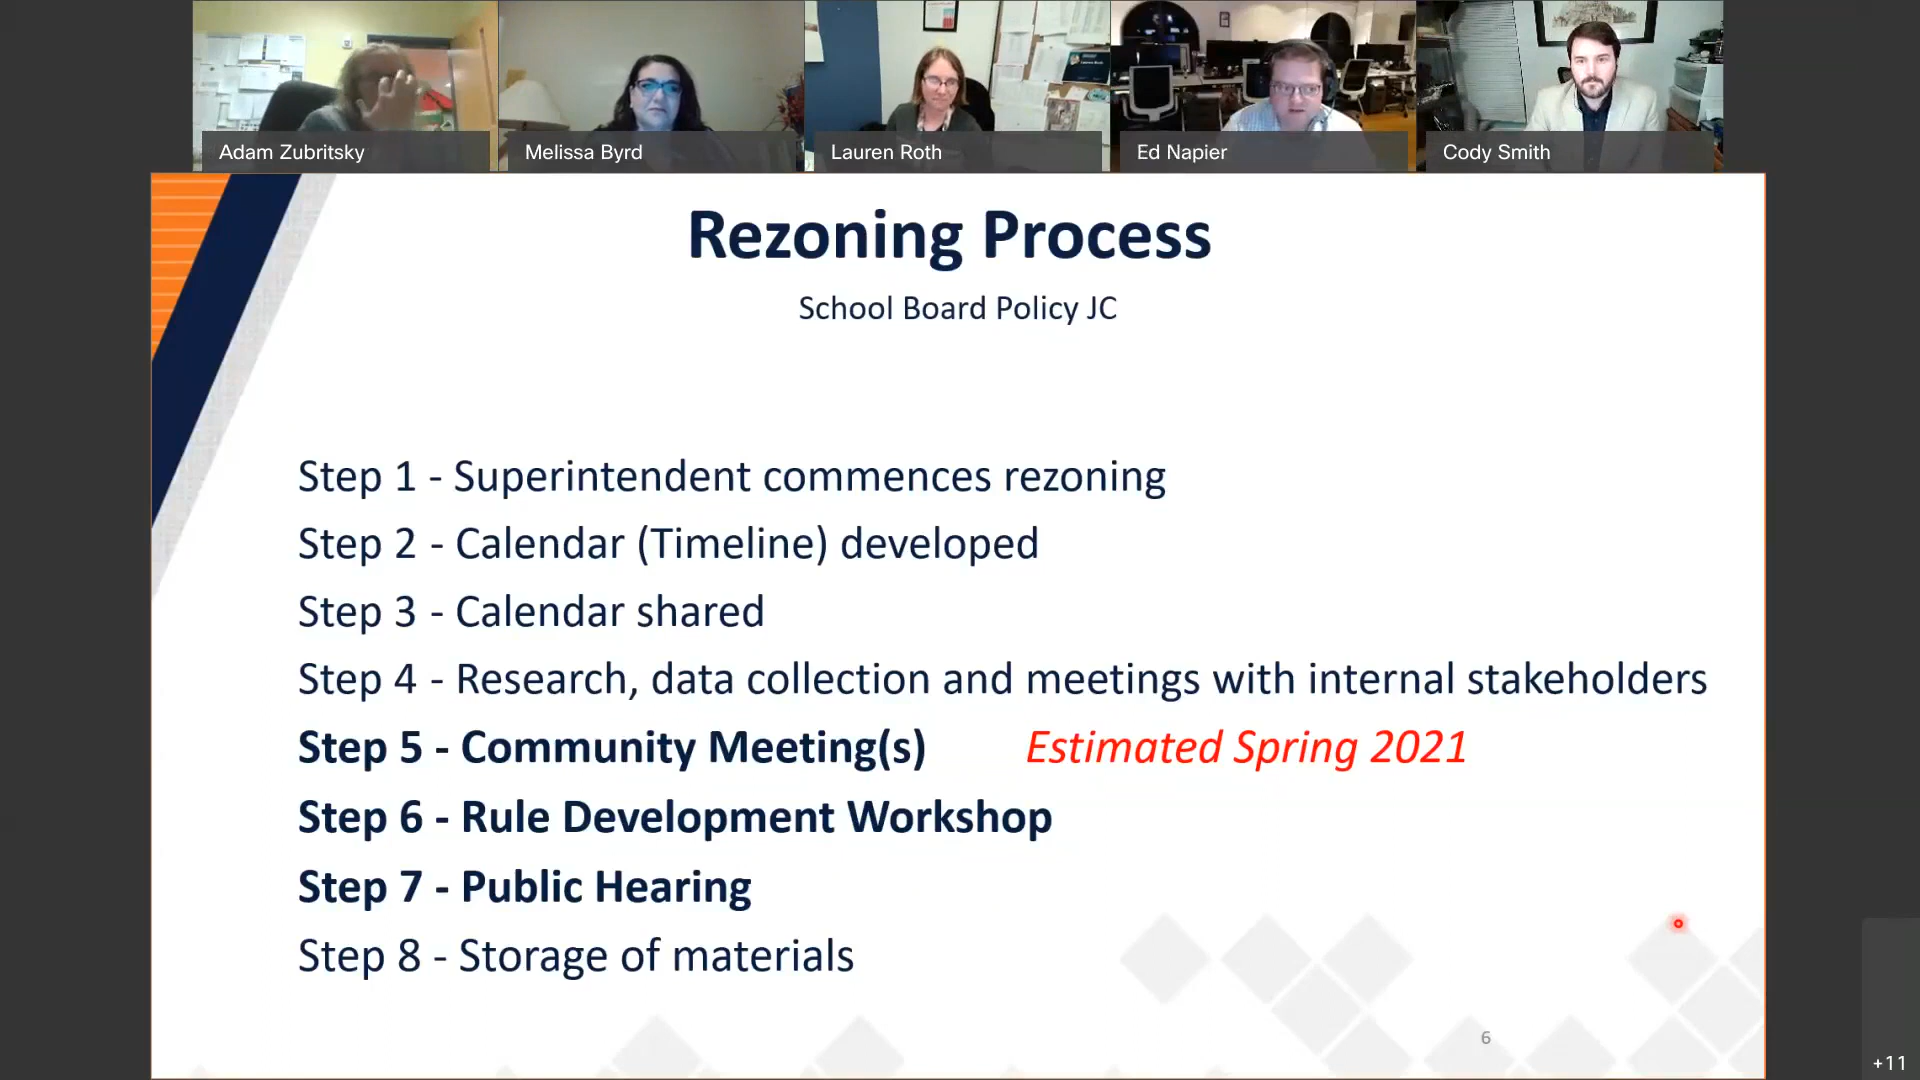 Adam Zubritsky
Melissa Byrd
Lauren Roth
Ed Napier
Cody Smith
Rezoning Process
School Board Policy JC
Step 1 - Superintendent commences rezoning
Step 2 - Calendar (Timeline) developed
Step 3 - Calendar shared
Step 4 - Research, data collection and meetings with internal stakeholders
Step 5 - Community Meeting(s) Estimated Spring 2021
Step 6 - Rule Development Workshop
Step 7 - Public Hearing
Step 8 - Storage of materials
6
+11